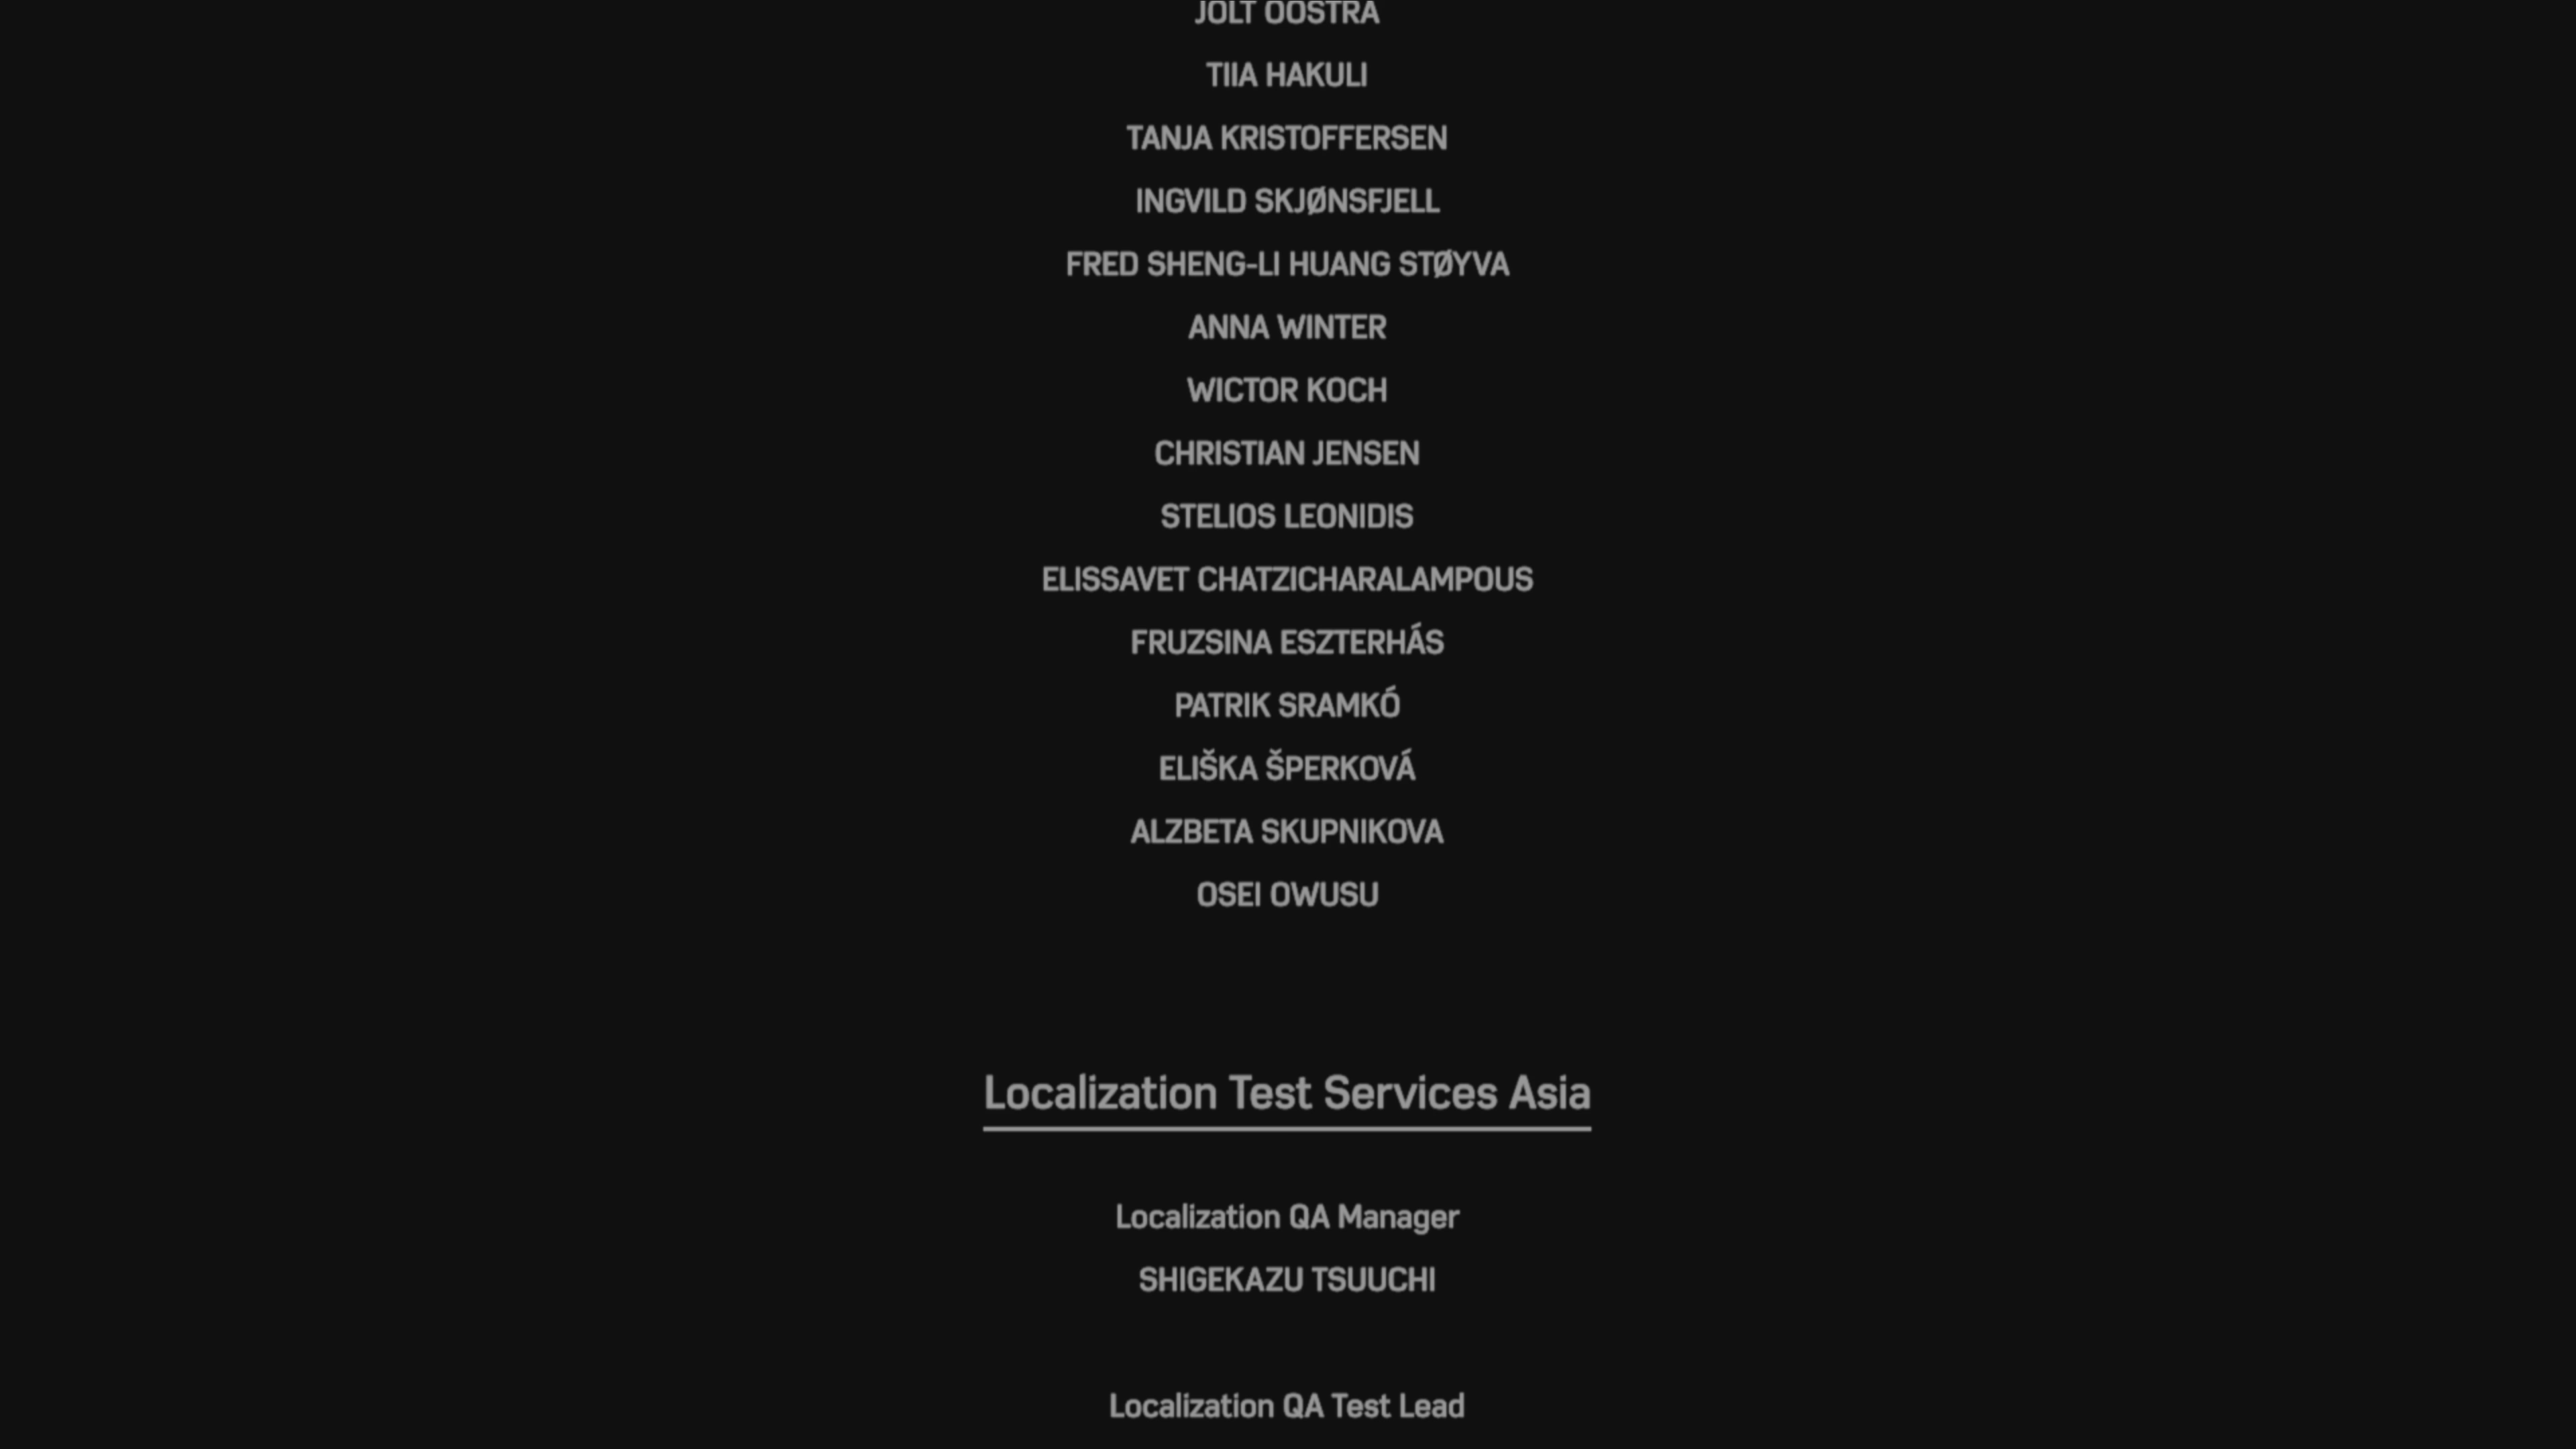 JOLT OOSTRA
TIIA HAKULI
TANJA KRISTOFFERSEN
INGVILD SKJØNSFJELL
FRED SHENG-LI HUANG STØYVA
ANNA WINTER
WICTOR KOCH
CHRISTIAN JENSEN
STELIOS LEONIDIS
ELISSAVET CHATZICHARALAMPOUS
FRUZSINA ESZTERHÁS
PATRIK SRAMKÓ
ELIŠKA ŠPERKOVÁ
ALZBETA SKUPNIKOVA
OSEI OWUSU
Localization Test Services Asia
Localization QA Manager
SHIGEKAZU TSUUCHI
Localization QA Test Lead